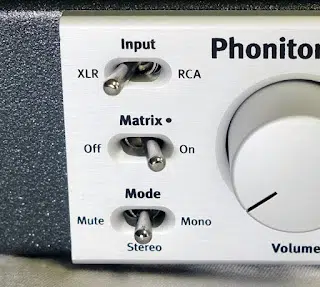 Input
Phonitor
XLR RCA
Matrix •
Off On
Mode
Mute Mono
Stereo
Volume